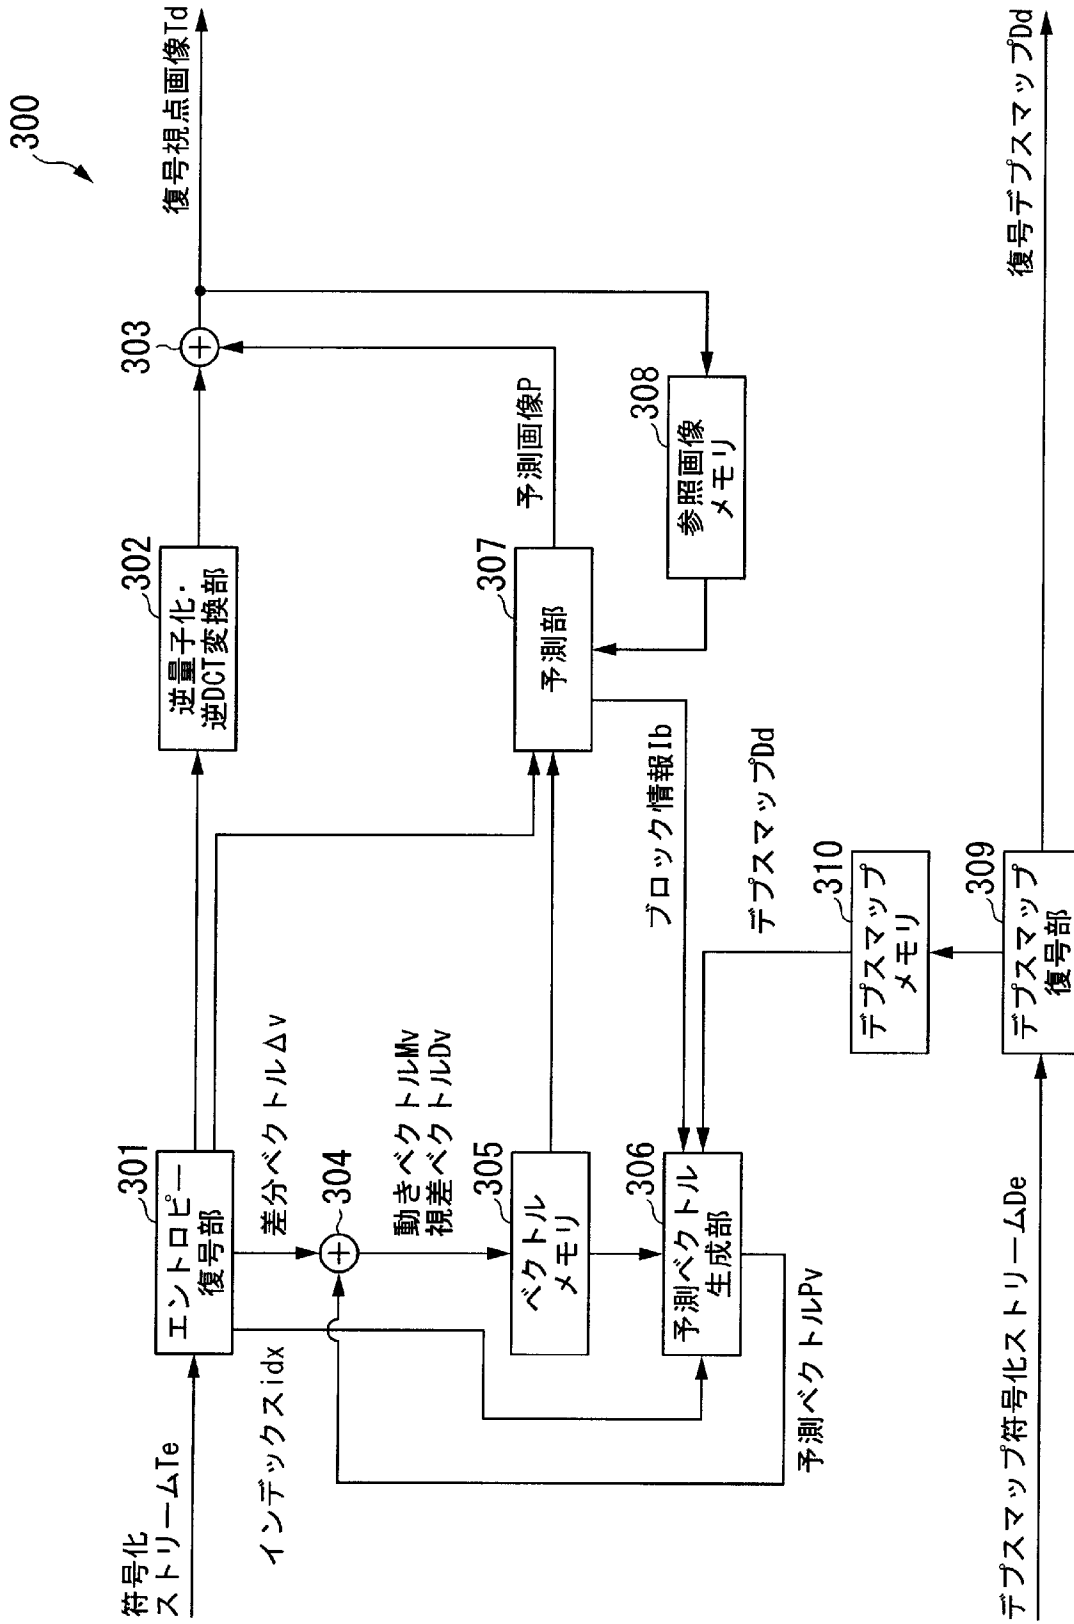 300
符号化
ストリームTe
301
エントロピー
復号部
302
逆量子化・
逆DCT変換部
303
+
復号視点画像Td
インデックスidx
差分ベクトルΔv
304
+
動きベクトルMv
視差ベクトルDv
305
ベクトル
メモリ
307
予測部
予測画像P
308
参照画像
メモリ
306
予測ベクトル
生成部
ブロック情報Ib
デプスマップDd
予測ベクトルPv
310
デプスマップ
メモリ
デプスマップ符号化ストリームDe
309
デプスマップ
復号部
復号デプスマップDd